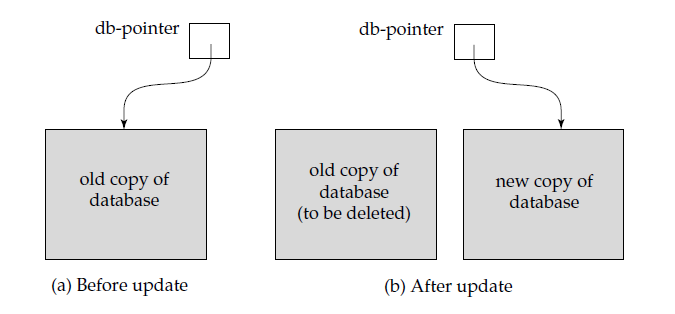 db-pointer
old copy of
database
(a) Before update
db-pointer
old copy of
database
(to be deleted)
new copy of
database
(b) After update